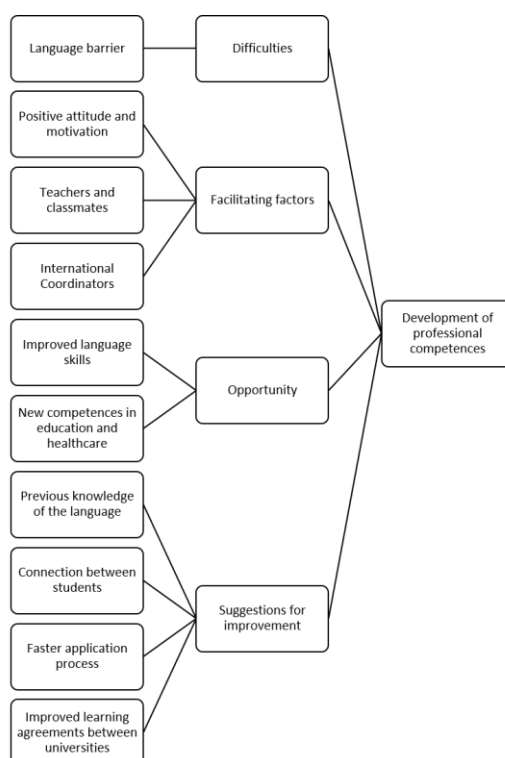 Language barrier
Difficulties
Positive attitude and
motivation
Teachers and
classmates
Facilitating factors
International
Coordinators
Development of
professional
competences
Improved language
skills
Opportunity
New competences in
education and
healthcare
Previous knowledge
of the language
Connection between
students
Suggestions for
improvement
Faster application
process
Improved learning
agreements between
universities